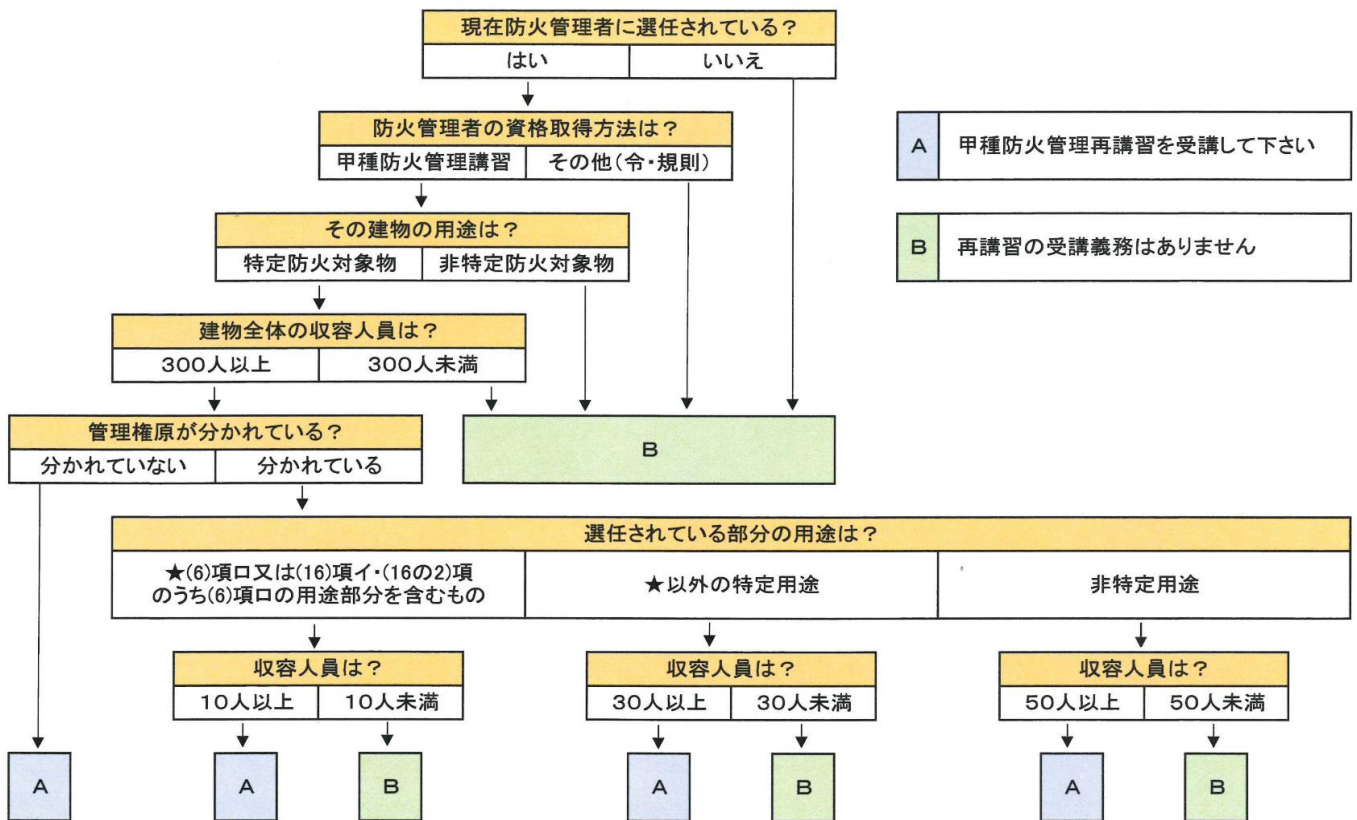 現在防火管理者に選任されている？
はい
いいえ
防火管理者の資格取得方法は？
甲種防火管理講習
その他（令・規則）
A
甲種防火管理再講習を受講して下さい
その建物の用途は？
特定防火対象物
非特定防火対象物
B
再講習の受講義務はありません
建物全体の収容人員は？
３００人以上
３００人未満
管理権原が分かれている？
分かれていない
分かれている
B
選任されている部分の用途は？
★(6)項ロ又は(16)項イ・(16の2)項
のうち(6)項ロの用途部分を含むもの
★以外の特定用途
非特定用途
収容人員は？
１０人以上
１０人未満
収容人員は？
３０人以上
３０人未満
収容人員は？
５０人以上
５０人未満
A
A
B
A
B
A
B